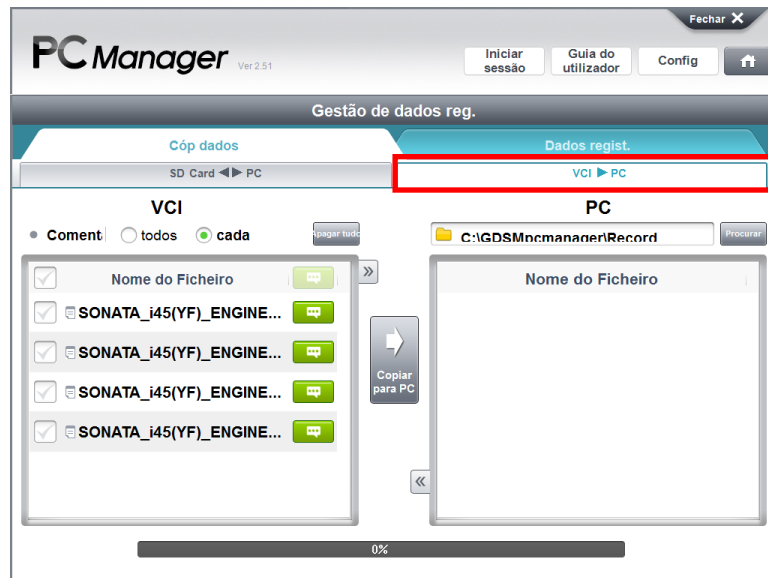 Fechar X
PC Manager Ver 2.51
Iniciar sessão
Guia do utilizador
Config
Gestão de dados reg.
Cóp dados
Dados regist.
SD Card ◀▶ PC
VCI ▶ PC
VCI
PC
Coment
todos
cada
Apagar tudo
C:\GDSMpcmanager\Record
Procurar
Nome do Ficheiro
Nome do Ficheiro
SONATA_i45(YF)_ENGINE...
SONATA_i45(YF)_ENGINE...
SONATA_i45(YF)_ENGINE...
SONATA_i45(YF)_ENGINE...
Copiar
para PC
0%